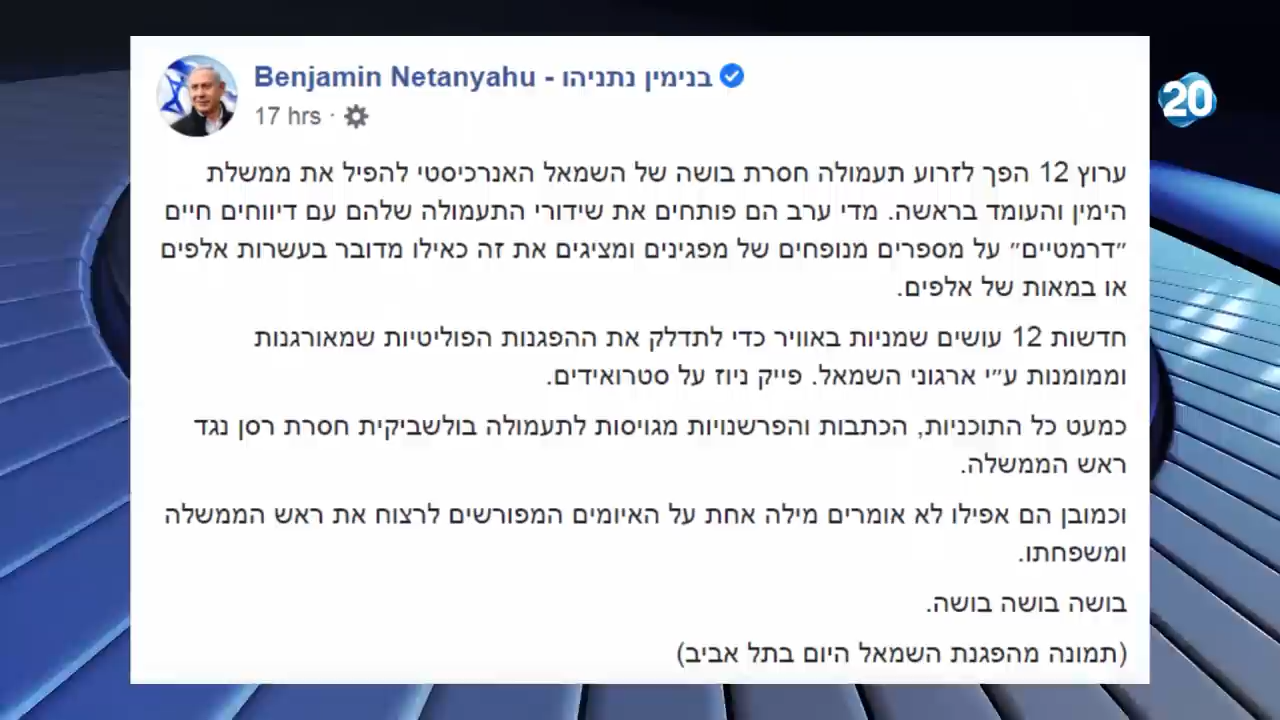 Benjamin Netanyahu - בנימין נתניהו
17 hrs ·
20
ערוץ 12 הפך לזרוע תעמולה חסרת בושה של השמאל האנרכיסטי להפיל את ממשלת
הימין והעומד בראשה. מדי ערב הם פותחים את שידורי התעמולה שלהם עם דיווחים חיים
״דרמטיים״ על מספרים מנופחים של מפגינים ומציגים את זה כאילו מדובר בעשרות אלפים
או במאות של אלפים.
חדשות 12 עושים שמניות באוויר כדי לתדלק את ההפגנות הפוליטיות שמאורגנות
וממומנות ע״י ארגוני השמאל. פייק ניוז על סטרואידים.
כמעט כל התוכניות, הכתבות והפרשנויות מגויסות לתעמולה בולשביקית חסרת רסן נגד
ראש הממשלה.
וכמובן הם אפילו לא אומרים מילה אחת על האיומים המפורשים לרצוח את ראש הממשלה
ומשפחתו.
בושה בושה בושה.
(תמונה מהפגנת השמאל היום בתל אביב)